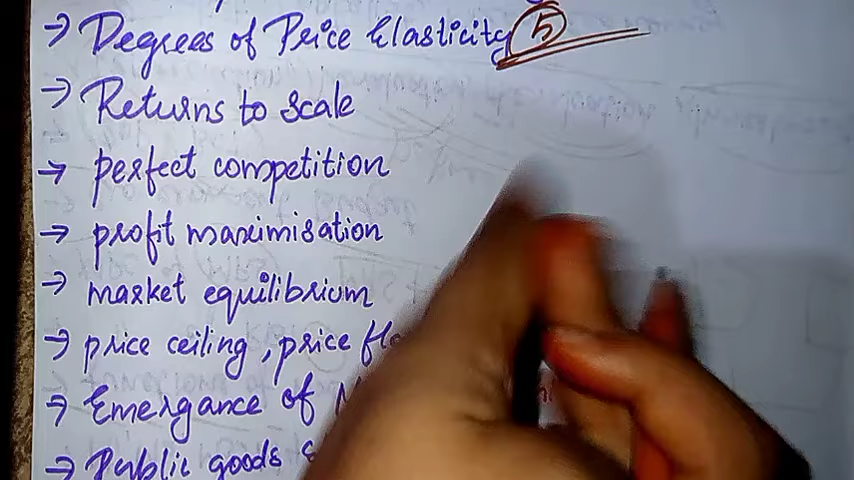 → Degrees of Price Elasticity 5
→ Returns to scale
→ perfect competition
→ profit maximisation
→ market equilibrium
→ price ceiling, price
→ Emergance of
→ Public goods